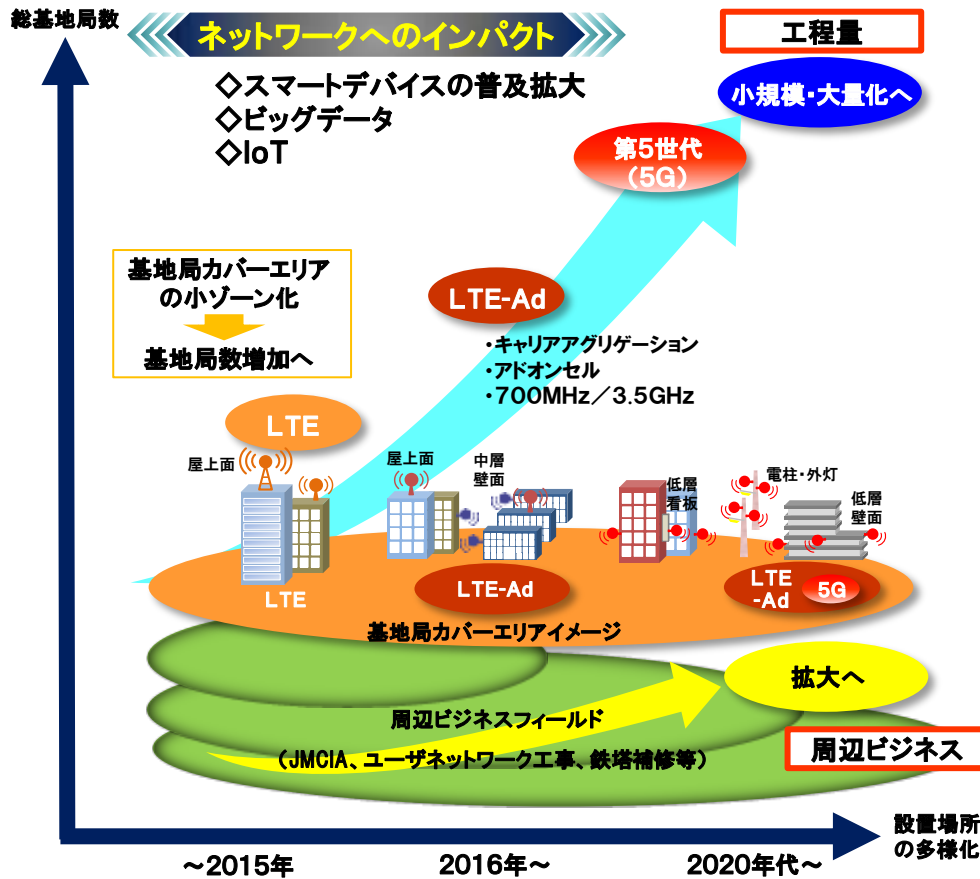 総基地局数
ネットワークへのインパクト
工程量
◇スマートデバイスの普及拡大
◇ビッグデータ
◇IoT
小規模・大量化へ
第5世代
(5G)
基地局カバーエリア
の小ゾーン化
基地局数増加へ
LTE-Ad
・キャリアアグリゲーション
・アドオンセル
・700MHz／3.5GHz
LTE
屋上面
屋上面
中層
壁面
低層
看板
電柱・外灯
低層
壁面
LTE
LTE-Ad
LTE
-Ad
5G
基地局カバーエリアイメージ
拡大へ
周辺ビジネスフィールド
（JMCIA、ユーザネットワーク工事、鉄塔補修等）
周辺ビジネス
設置場所
の多様化
～2015年
2016年～
2020年代～